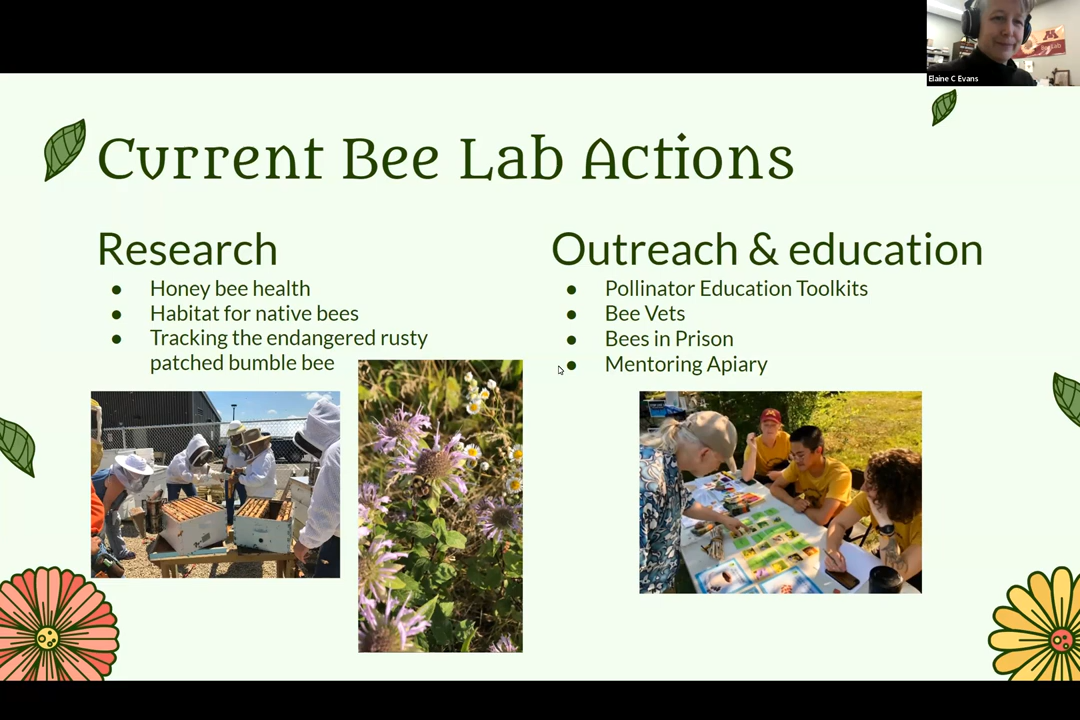 Elaine C Evans
Current Bee Lab Actions
Research
● Honey bee health
● Habitat for native bees
● Tracking the endangered rusty
patched bumble bee
Outreach & education
● Pollinator Education Toolkits
● Bee Vets
● Bees in Prison
● Mentoring Apiary